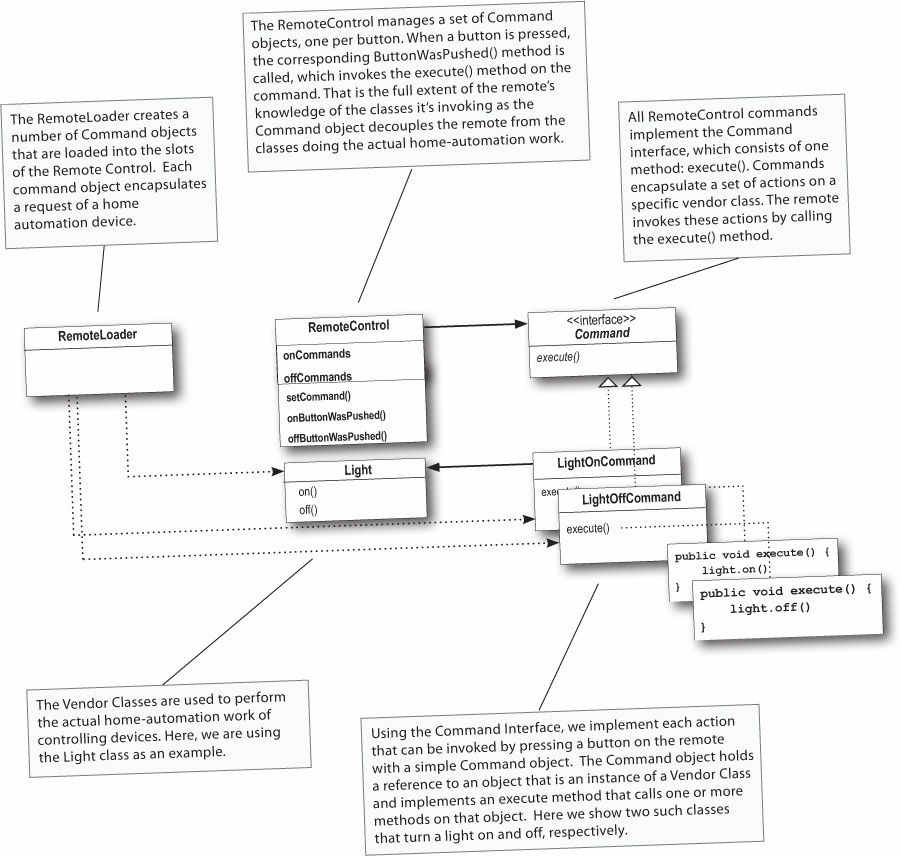 The RemoteControl manages a set of Command
objects, one per button. When a button is pressed,
the corresponding ButtonWasPushed() method is
called, which invokes the execute() method on the
command. That is the full extent of the remote's
knowledge of the classes it's invoking as the
Command object decouples the remote from the
classes doing the actual home-automation work.
The RemoteLoader creates a
number of Command objects
that are loaded into the slots
of the Remote Control. Each
command object encapsulates
a request of a home
automation device.
All RemoteControl commands
implement the Command
interface, which consists of one
method: execute(). Commands
encapsulate a set of actions on a
specific vendor class. The remote
invokes these actions by calling
the execute() method.
RemoteLoader
RemoteControl
onCommands
offCommands
setCommand()
onButtonWasPushed()
offButtonWasPushed()
<<interface>>
Command
execute()
Light
on()
off()
LightOnCommand
LightOffCommand
execute()
public void execute() {
light.on()
}
public void execute() {
light.off()
}
The Vendor Classes are used to perform
the actual home-automation work of
controlling devices. Here, we are using
the Light class as an example.
Using the Command Interface, we implement each action
that can be invoked by pressing a button on the remote
with a simple Command object. The Command object holds
a reference to an object that is an instance of a Vendor Class
and implements an execute method that calls one or more
methods on that object. Here we show two such classes
that turn a light on and off, respectively.